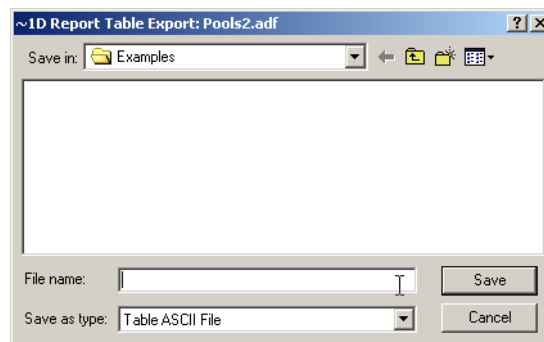 ~1D Report Table Export: Pools2.adf
Save in: Examples
File name: Save
Save as type: Table ASCII File Cancel